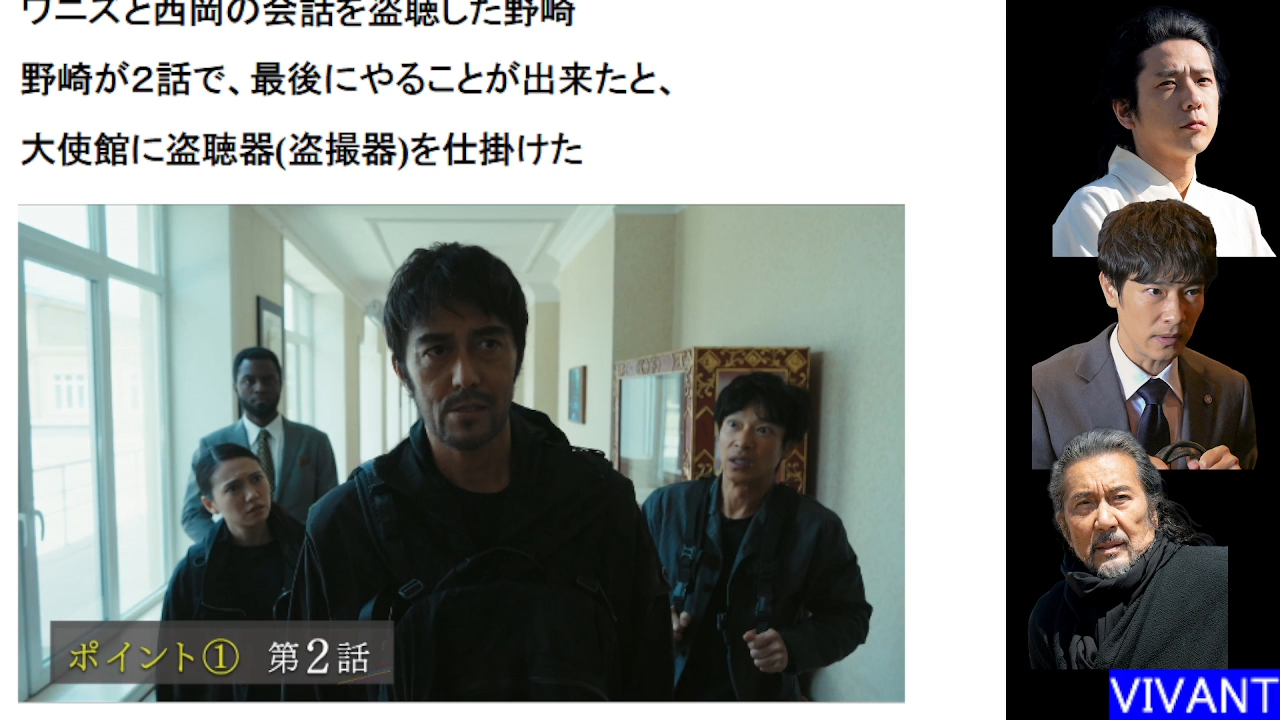 ワニズと西岡の会話を盗聴した野崎
野崎が2話で、最後にやることが出来たと、
大使館に盗聴器(盗撮器)を仕掛けた
ポイント① 第2話
VIVANT